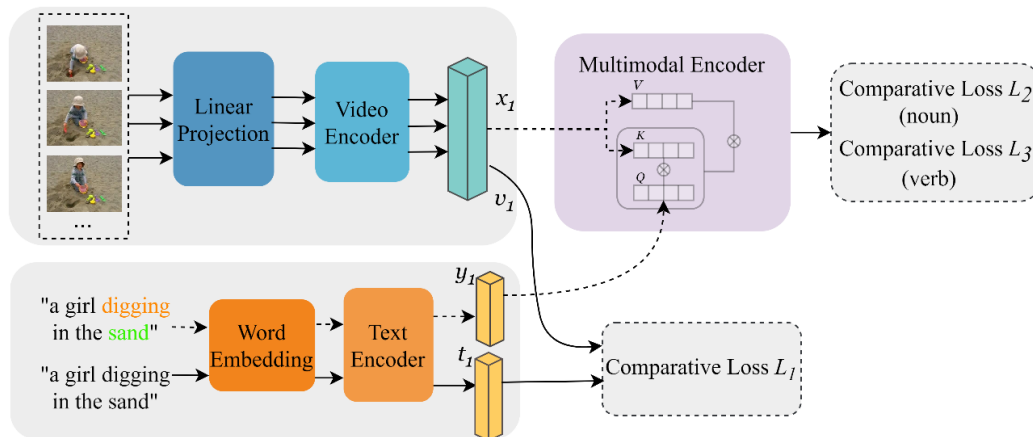 ...
Linear
Projection
Video
Encoder
x1
v1
Multimodal Encoder
V
K
Q
Comparative Loss L2
(noun)
Comparative Loss L3
(verb)
"a girl digging
in the sand"
"a girl digging
in the sand"
Word
Embedding
Text
Encoder
y1
t1
Comparative Loss L1